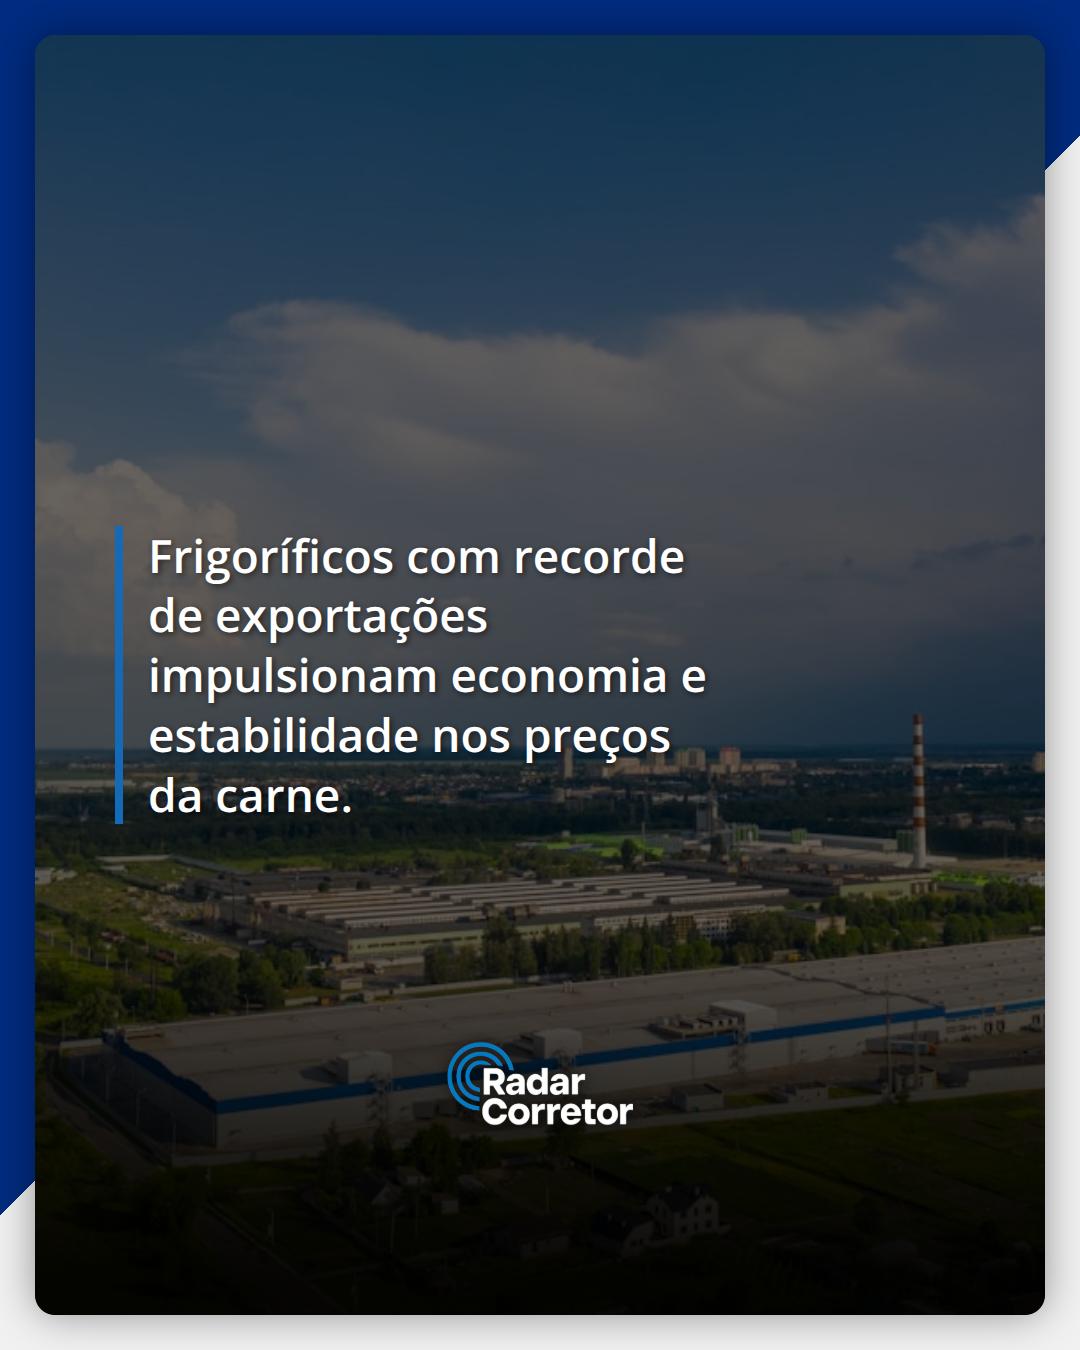 Frigoríficos com recorde
de exportações
impulsionam economia e
estabilidade nos preços
da carne.
Radar
Corretor